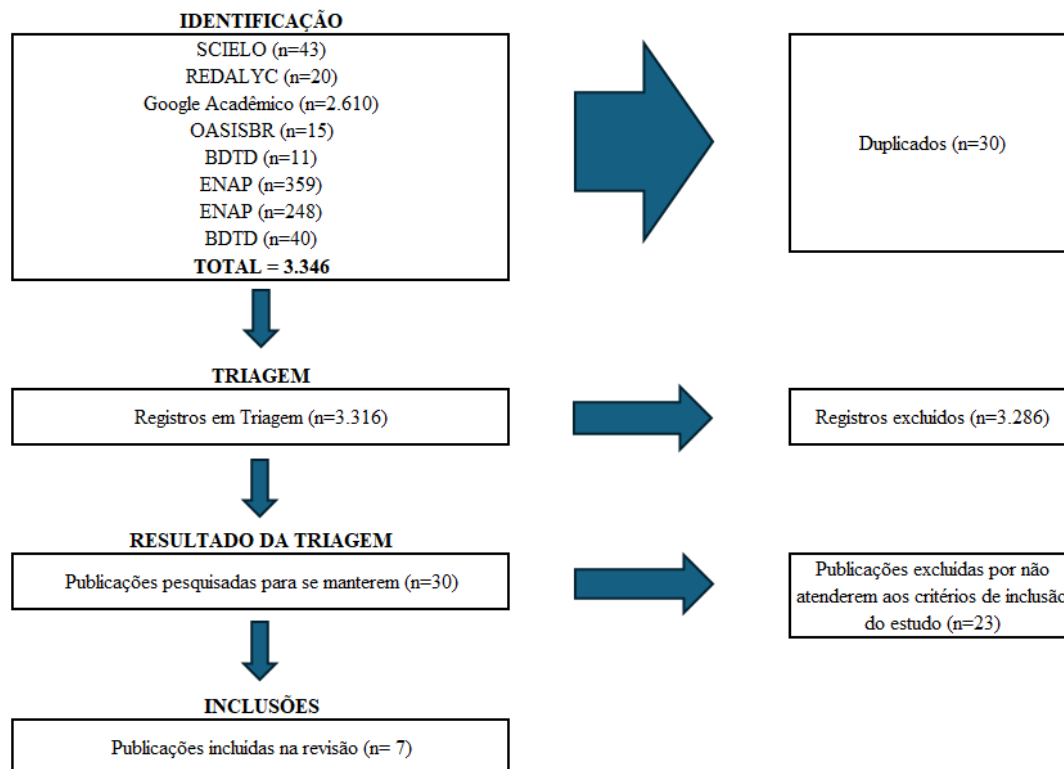 IDENTIFICAÇÃO
SCIELO (n=43)
REDALYC (n=20)
Google Acadêmico (n=2.610)
OASISBR (n=15)
BDTD (n=11)
ENAP (n=359)
ENAP (n=248)
BDTD (n=40)
TOTAL = 3.346
Duplicados (n=30)
TRIAGEM
Registros em Triagem (n=3.316)
Registros excluidos (n=3.286)
RESULTADO DA TRIAGEM
Publicações pesquisadas para se manterem (n=30)
Publicações excluidas por não
atenderem aos critérios de inclusão
do estudo (n=23)
INCLUSÕES
Publicações incluidas na revisão (n= 7)